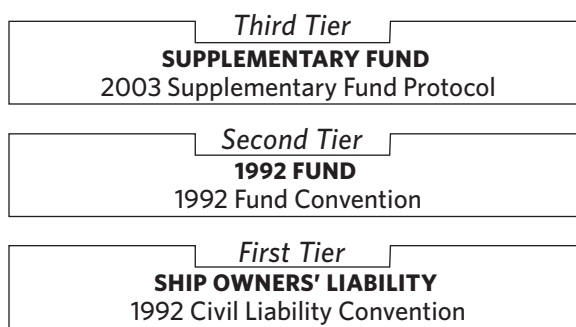 Third Tier
SUPPLEMENTARY FUND
2003 Supplementary Fund Protocol
Second Tier
1992 FUND
1992 Fund Convention
First Tier
SHIP OWNERS’ LIABILITY
1992 Civil Liability Convention